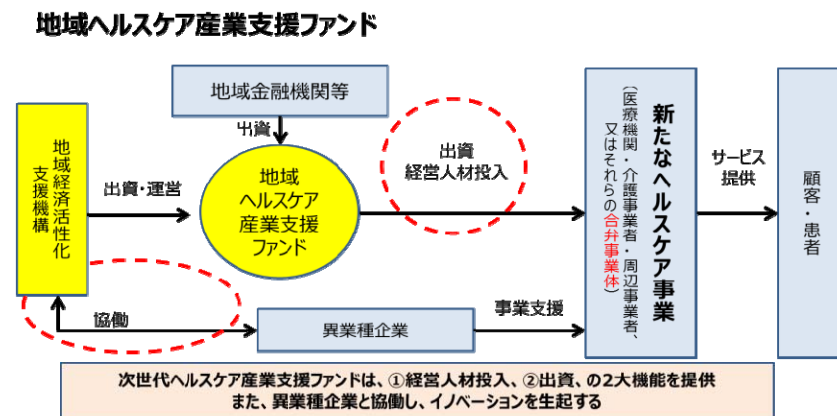 地域ヘルスケア産業支援ファンド
地域金融機関等
出資
地域経済活性化
支援機構
出資・運営
地域
ヘルスケア
産業支援
ファンド
出資
経営人材投入
新たなヘルスケア事業
（医療機関・介護事業者・周辺事業者、
又はそれらの合弁事業体）
サービス
提供
顧客・患者
協働
異業種企業
事業支援
次世代ヘルスケア産業支援ファンドは、①経営人材投入、②出資、の2大機能を提供
また、異業種企業と協働し、イノベーションを生起する